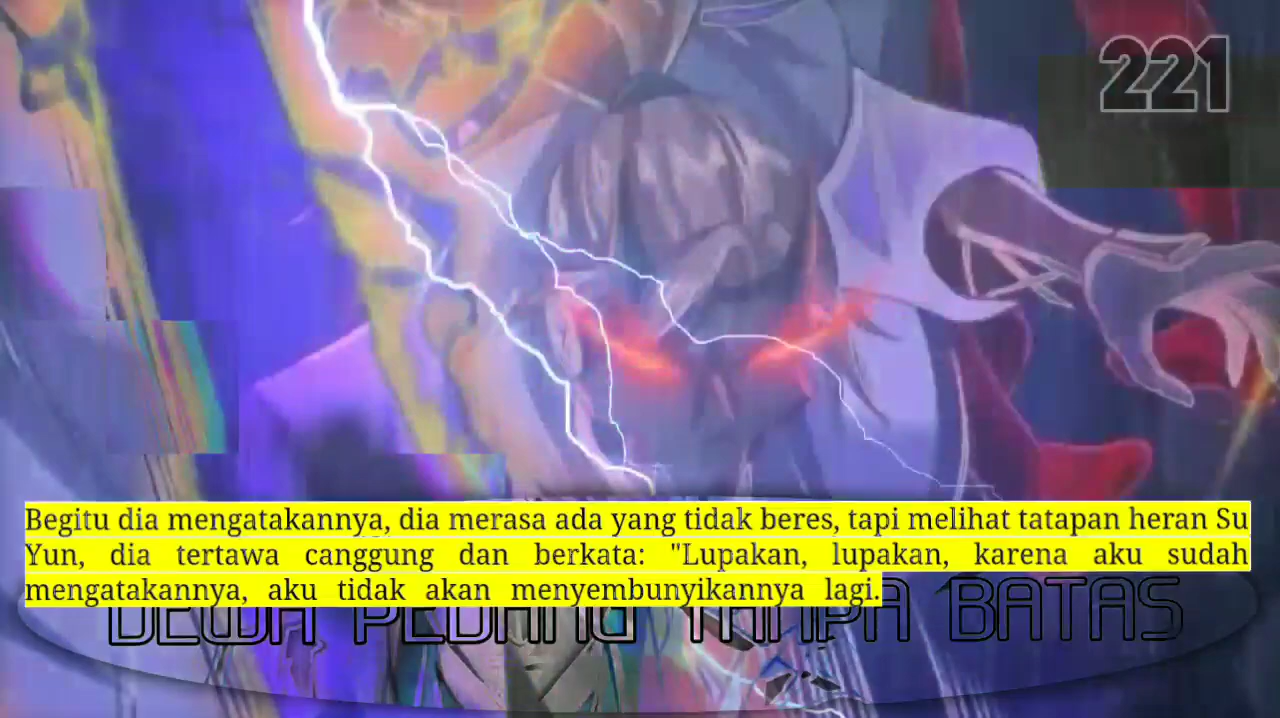 221
Begitu dia mengatakannya, dia merasa ada yang tidak beres, tapi melihat tatapan heran Su
Yun, dia tertawa canggung dan berkata: "Lupakan, lupakan, karena aku sudah
mengatakannya, aku tidak akan menyembunyikannya lagi.
DEWA PEDANG TANPA BATAS